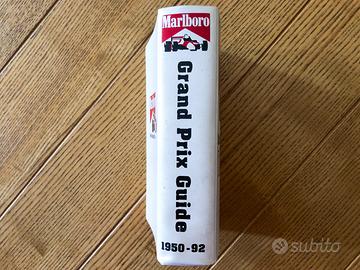 Marlboro
Grand Prix Guide
1950-92
subito